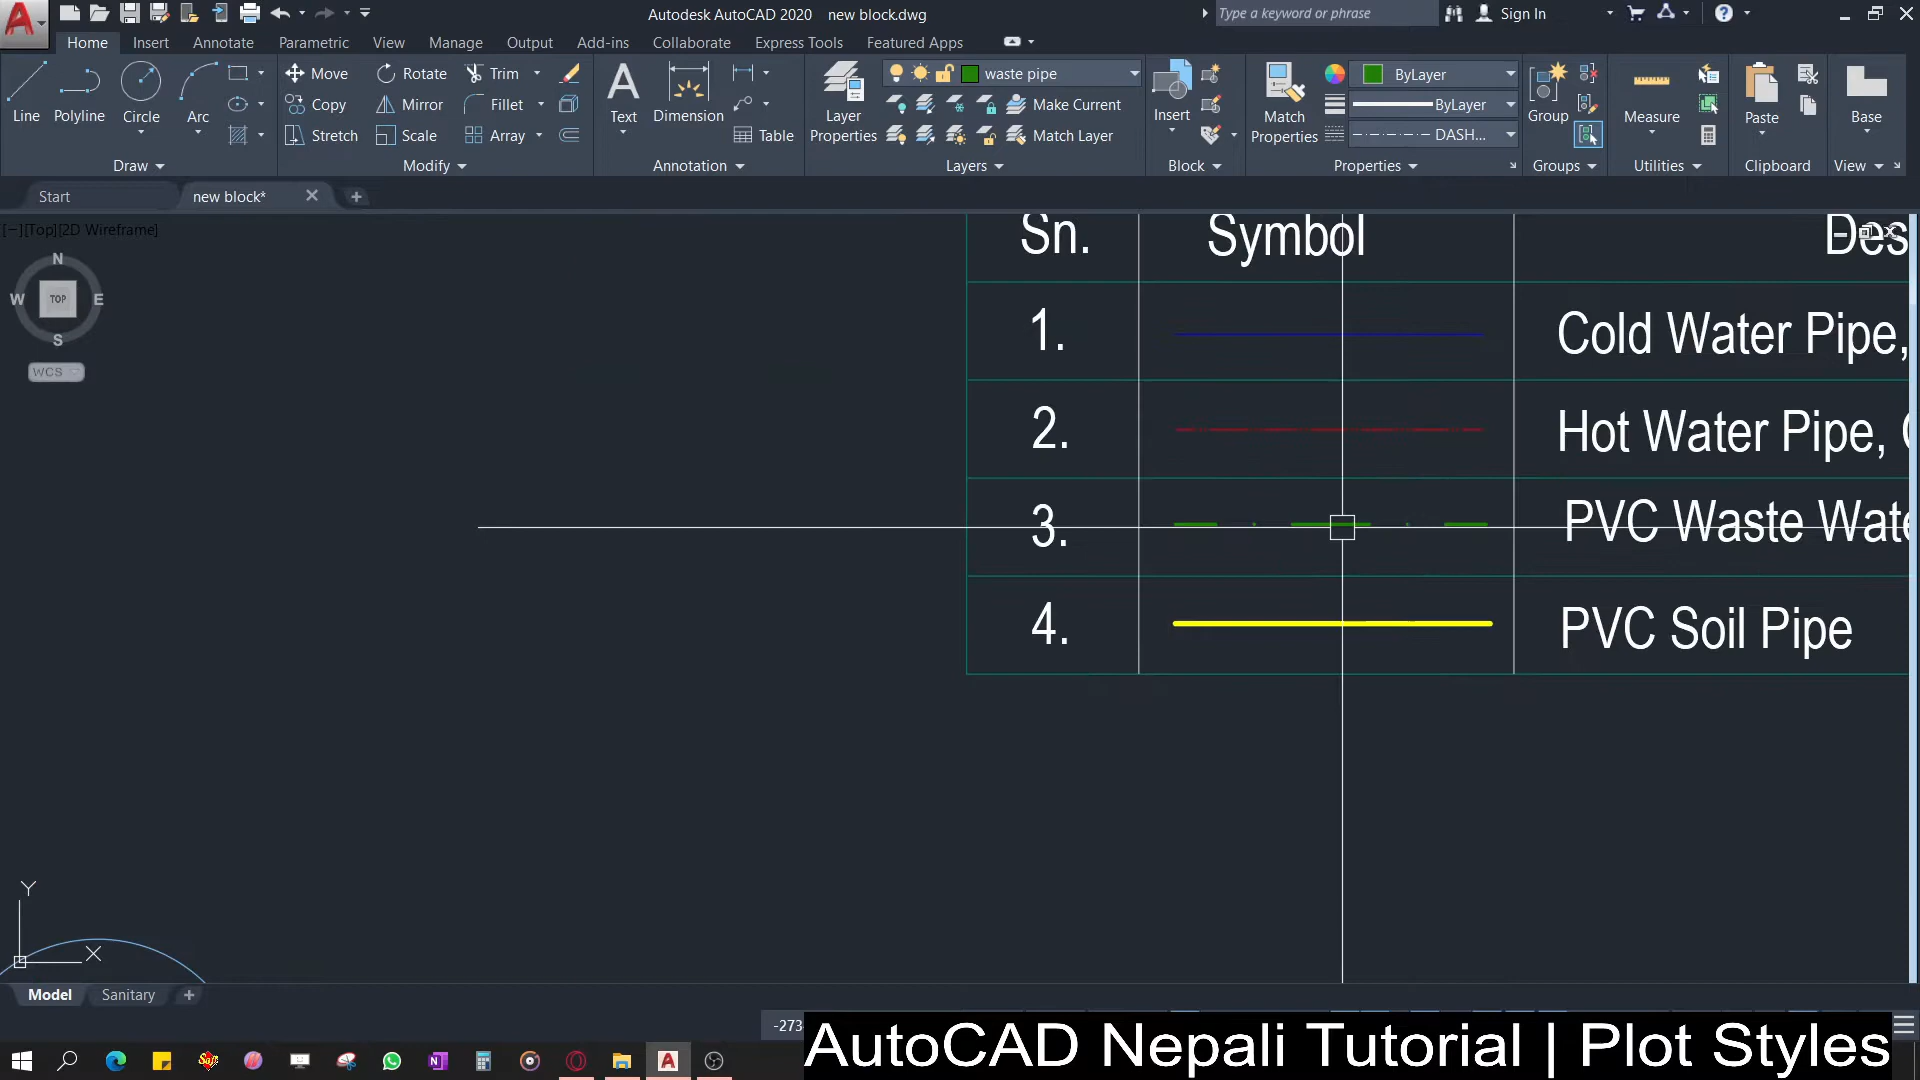 Autodesk AutoCAD 2020 new block.dwg
Type a keyword or phrase
Sign In
Home Insert Annotate Parametric View Manage Output Add-ins Collaborate Express Tools Featured Apps
Line Polyline Circle Arc
Move Rotate Trim
Copy Mirror Fillet
Stretch Scale Array
Text Dimension
Table
Layer Properties
waste pipe
Make Current
Match Layer
Insert
Match Properties
ByLayer
ByLayer
DASH...
Group
Measure
Paste
Base
Draw Modify Annotation Layers Block Properties Groups Utilities Clipboard View
Start new block*
[−][Top][2D Wireframe]
N
W TOP E
S
WCS
Sn. Symbol Des
1. Cold Water Pipe,
2. Hot Water Pipe,
3. PVC Waste Wate
4. PVC Soil Pipe
Y
X
Model Sanitary
-273
AutoCAD Nepali Tutorial | Plot Styles